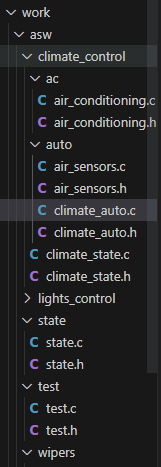 work
asw
climate_control
ac
C air_conditioning.c
C air_conditioning.h
auto
C air_sensors.c
C air_sensors.h
C climate_auto.c
C climate_auto.h
C climate_state.c
C climate_state.h
lights_control
state
C state.c
C state.h
test
C test.c
C test.h
wipers